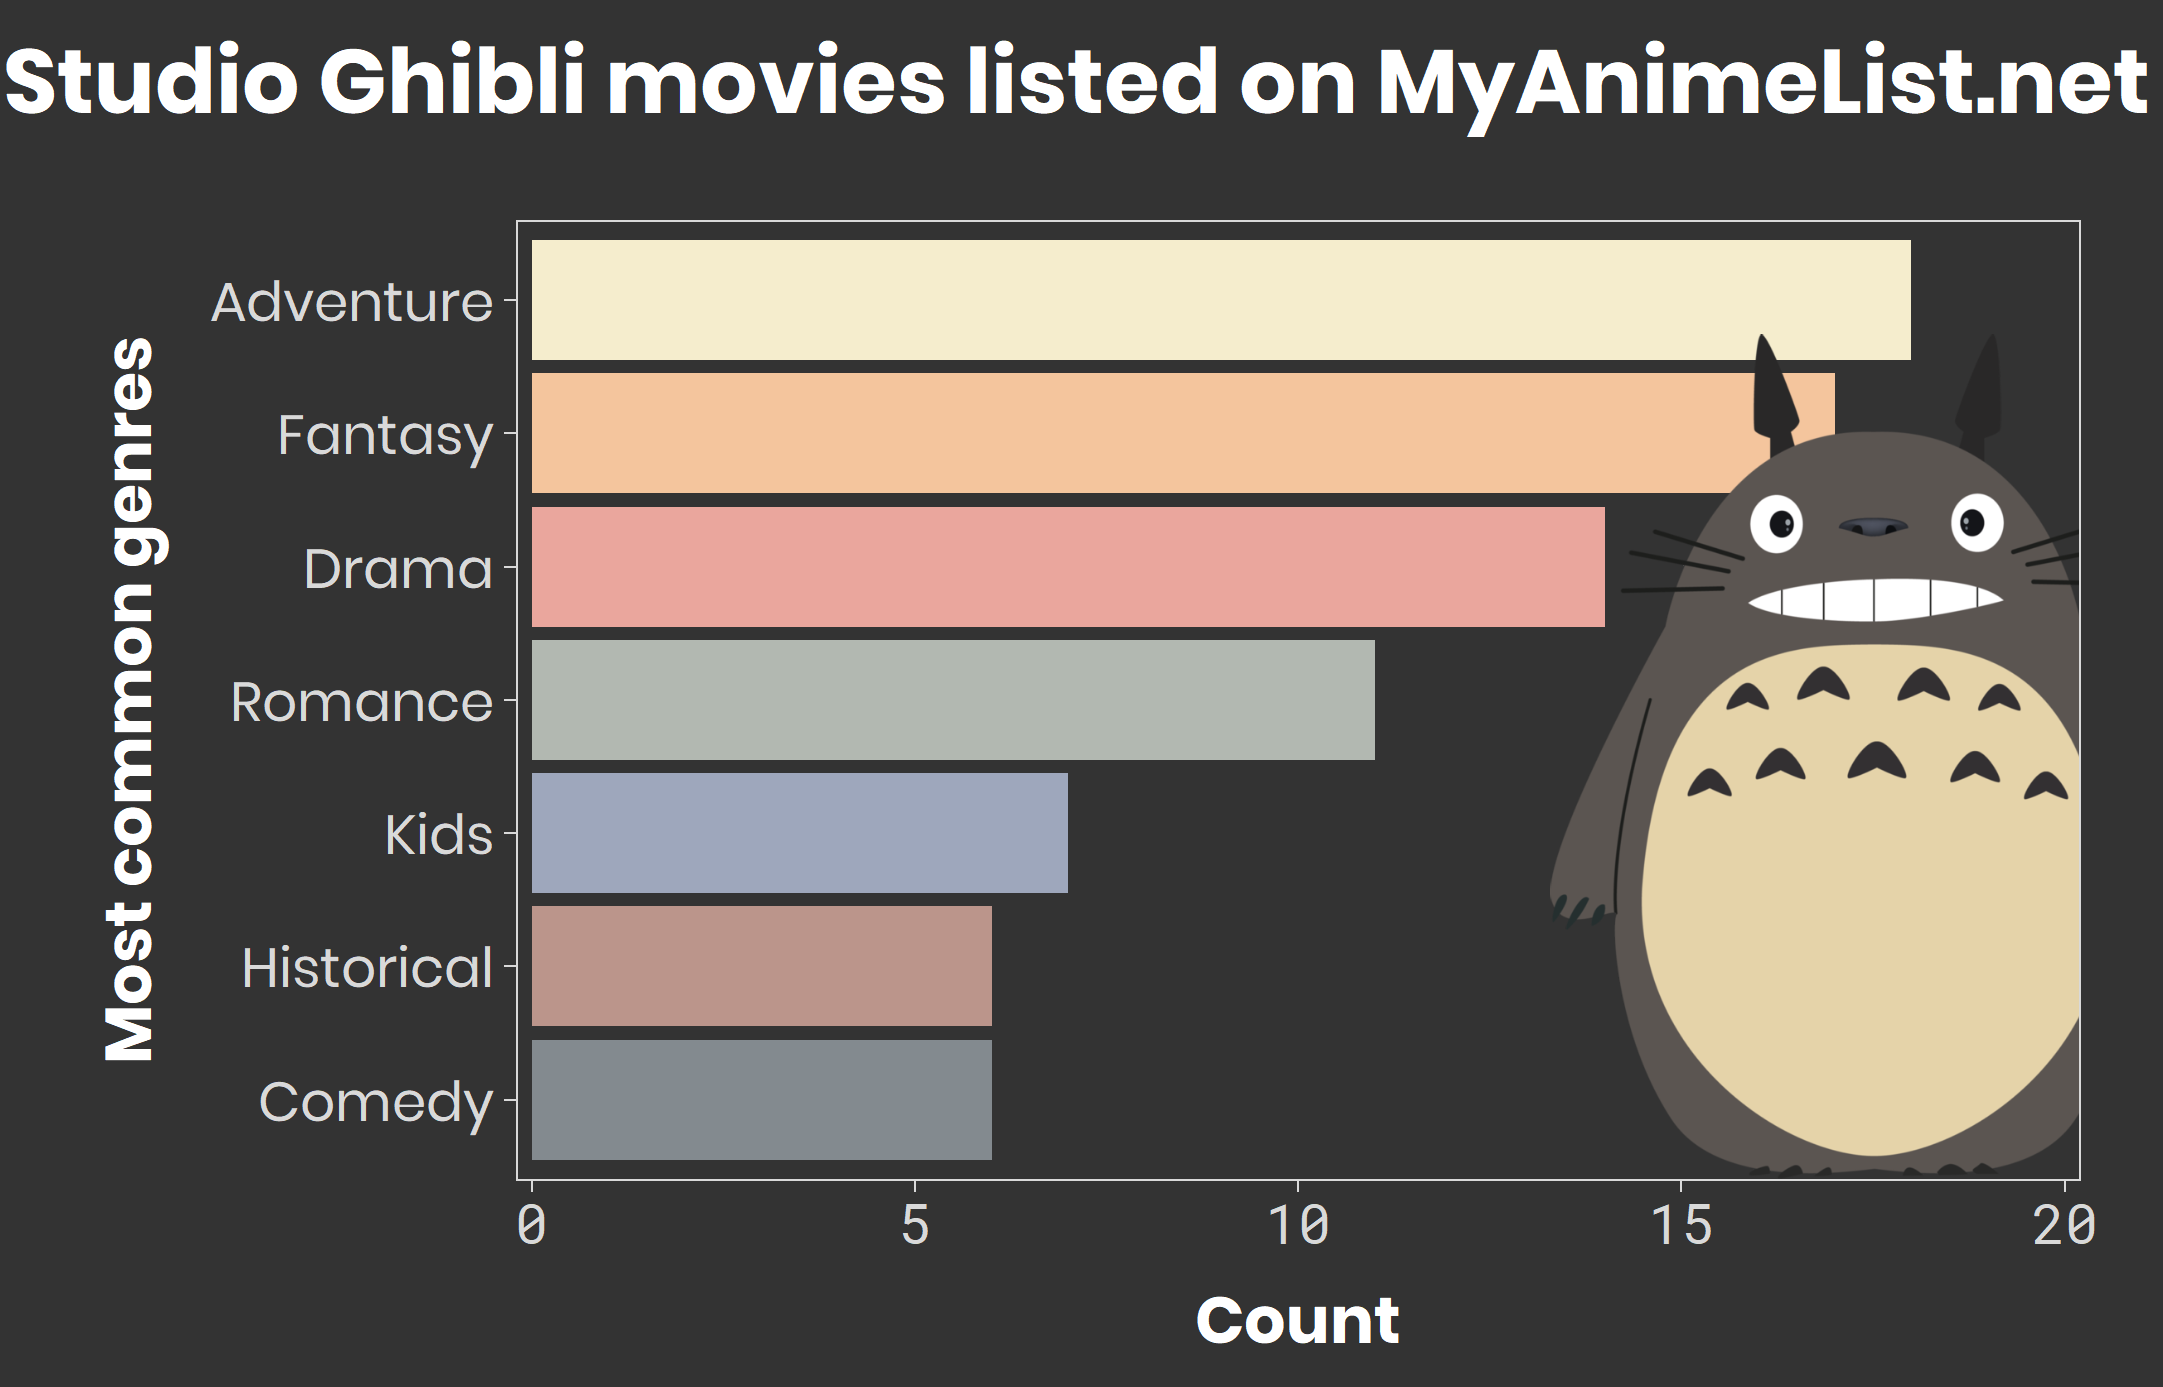 Studio Ghibli movies listed on MyAnimeList.net
Most common genres
Adventure
Fantasy
Drama
Romance
Kids
Historical
Comedy
0 5 10 15 20
Count